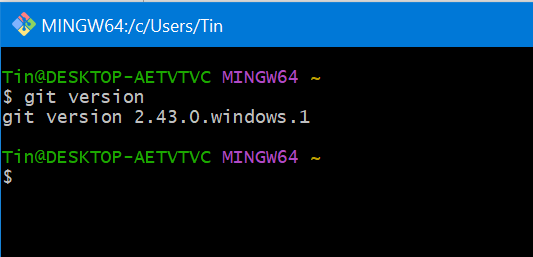 MINGW64:/c/Users/Tin
Tin@DESKTOP-AETVTVC MINGW64 ~
$ git version
git version 2.43.0.windows.1
Tin@DESKTOP-AETVTVC MINGW64 ~
$